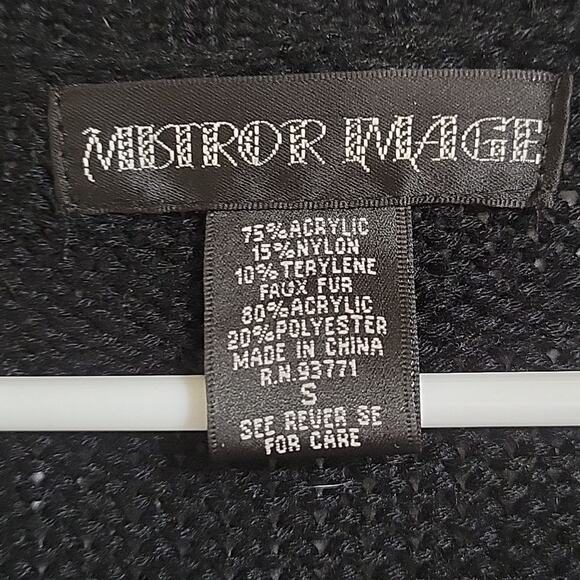 MISTROR IMAGE
75% ACRYLIC
15% NYLON
10% TERYLENE
FAUX FUR
80% ACRYLIC
20% POLYESTER
MADE IN CHINA
R.N.93771
S
SEE REVER SE
FOR CARE